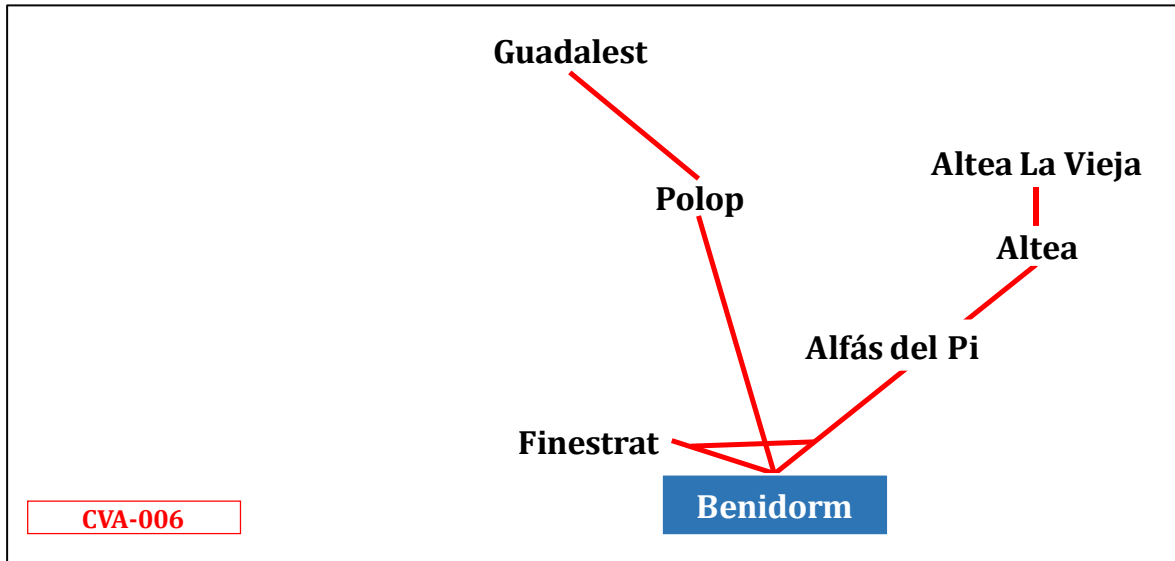 Guadalest
Altea La Vieja
Polop
Altea
Alfás del Pi
Finestrat
Benidorm
CVA-006